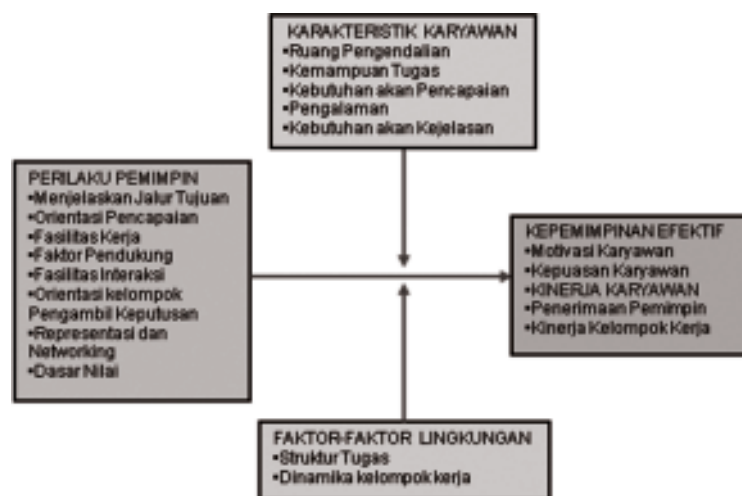 KARAKTERISTIK KARYAWAN
•Ruang Pengendalian
•Kemampuan Tugas
•Kebutuhan akan Pencapaian
•Pengalaman
•Kebutuhan akan Kejelasan
PERILAKU PEMIMPIN
•Menjelaskan Jalur Tujuan
•Orientasi Pencapaian
•Fasilitas Kerja
•Faktor Pendukung
•Fasilitas Interaksi
•Orientasi kelompok
Pengambil Keputusan
•Representasi dan
Networking
•Dasar Nilai
KEPEMIMPINAN EFEKTIF
•Motivasi Karyawan
•Kepuasan Karyawan
•KINERJA KARYAWAN
•Penerimaan Pemimpin
•Kinerja Kelompok Kerja
FAKTOR-FAKTOR LINGKUNGAN
•Struktur Tugas
•Dinamika kelompok kerja